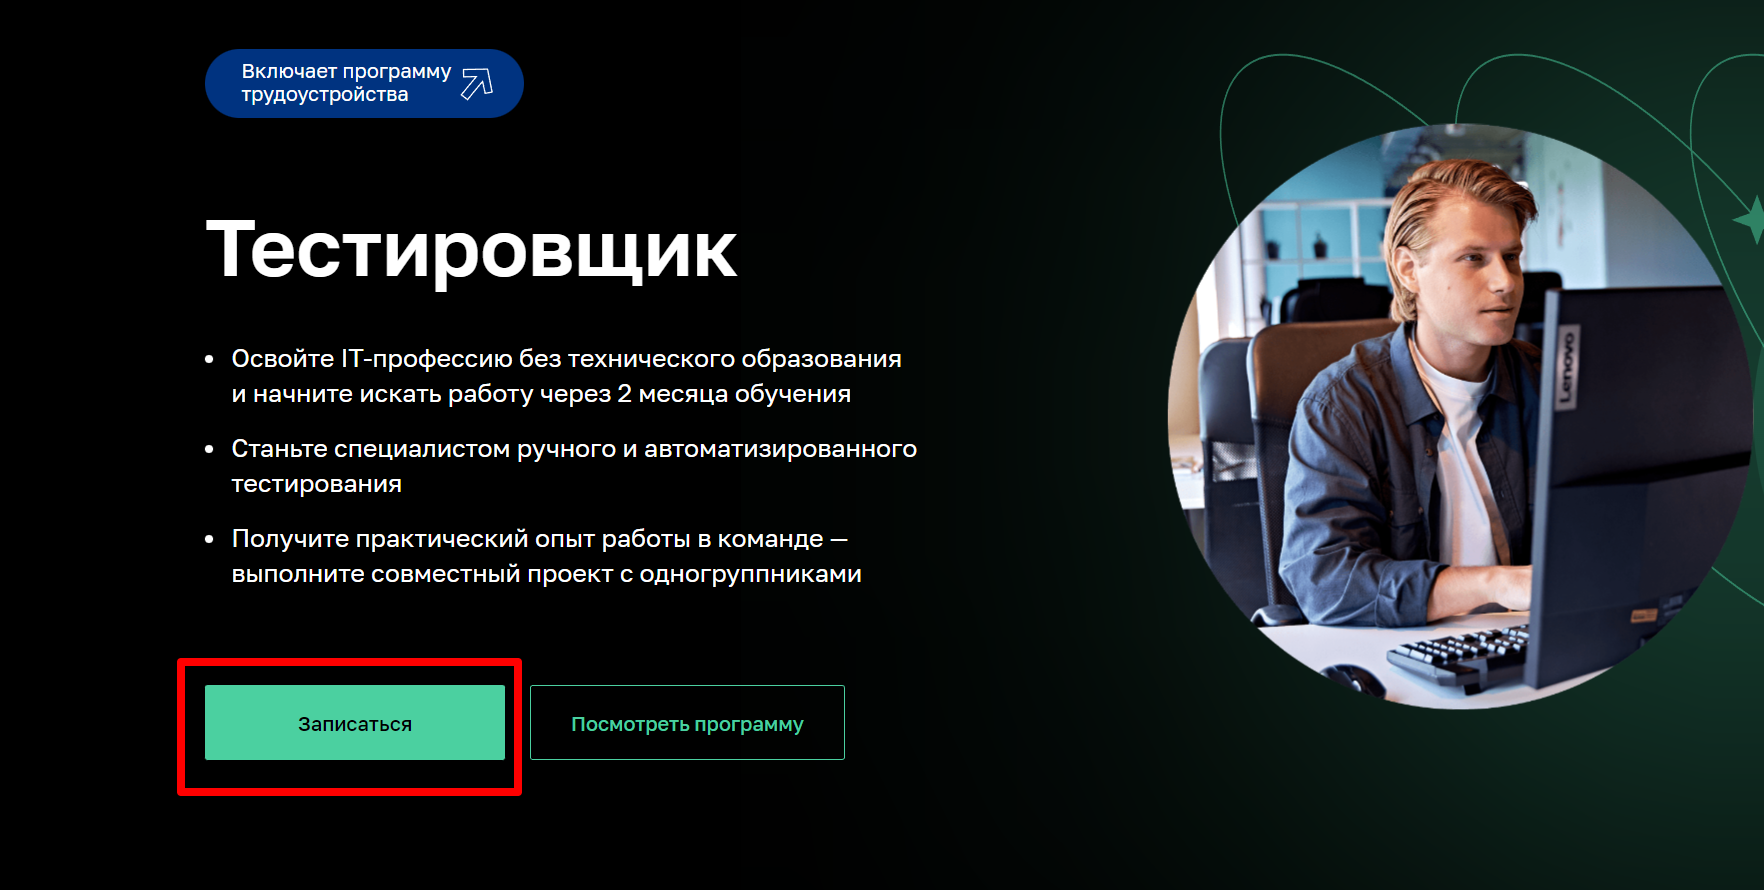 Включает программу
трудоустройства
Тестировщик
• Освойте IT-профессию без технического образования
и начните искать работу через 2 месяца обучения
• Станьте специалистом ручного и автоматизированного
тестирования
• Получите практический опыт работы в команде —
выполните совместный проект с одногруппниками
Записаться
Посмотреть программу
Lenovo